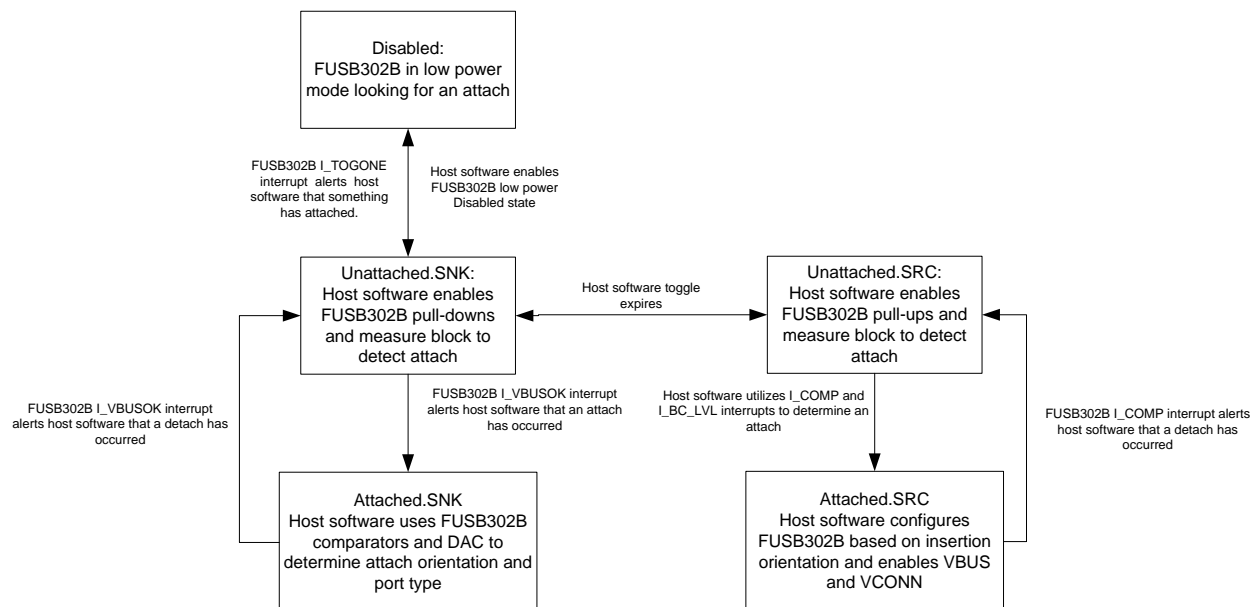 Disabled:
FUSB302B in low power
mode looking for an attach
FUSB302B I_TOGONE
interrupt alerts host
software that something
has attached.
Host software enables
FUSB302B low power
Disabled state
Unattached.SNK:
Host software enables
FUSB302B pull-downs
and measure block to
detect attach
Host software toggle
expires
Unattached.SRC:
Host software enables
FUSB302B pull-ups and
measure block to detect
attach
FUSB302B I_VBUSOK interrupt
alerts host software that a detach has
occurred
FUSB302B I_VBUSOK interrupt
alerts host software that an attach
has occurred
Host software utilizes I_COMP and
I_BC_LVL interrupts to determine an
attach
FUSB302B I_COMP interrupt alerts
host software that a detach has
occurred
Attached.SNK
Host software uses FUSB302B
comparators and DAC to
determine attach orientation and
port type
Attached.SRC
Host software configures
FUSB302B based on insertion
orientation and enables VBUS
and VCONN